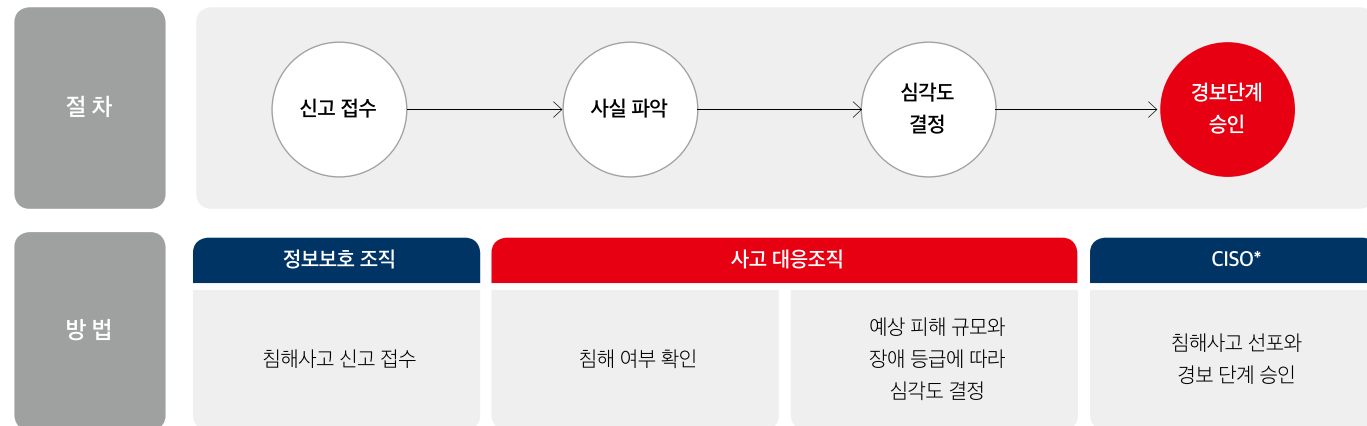 절 차
신고 접수
사실 파악
심각도
결정
경보단계
승인
방 법
정보보호 조직
사고 대응조직
CISO*
침해사고 신고 접수
침해 여부 확인
예상 피해 규모와
장애 등급에 따라
심각도 결정
침해사고 선포와
경보 단계 승인